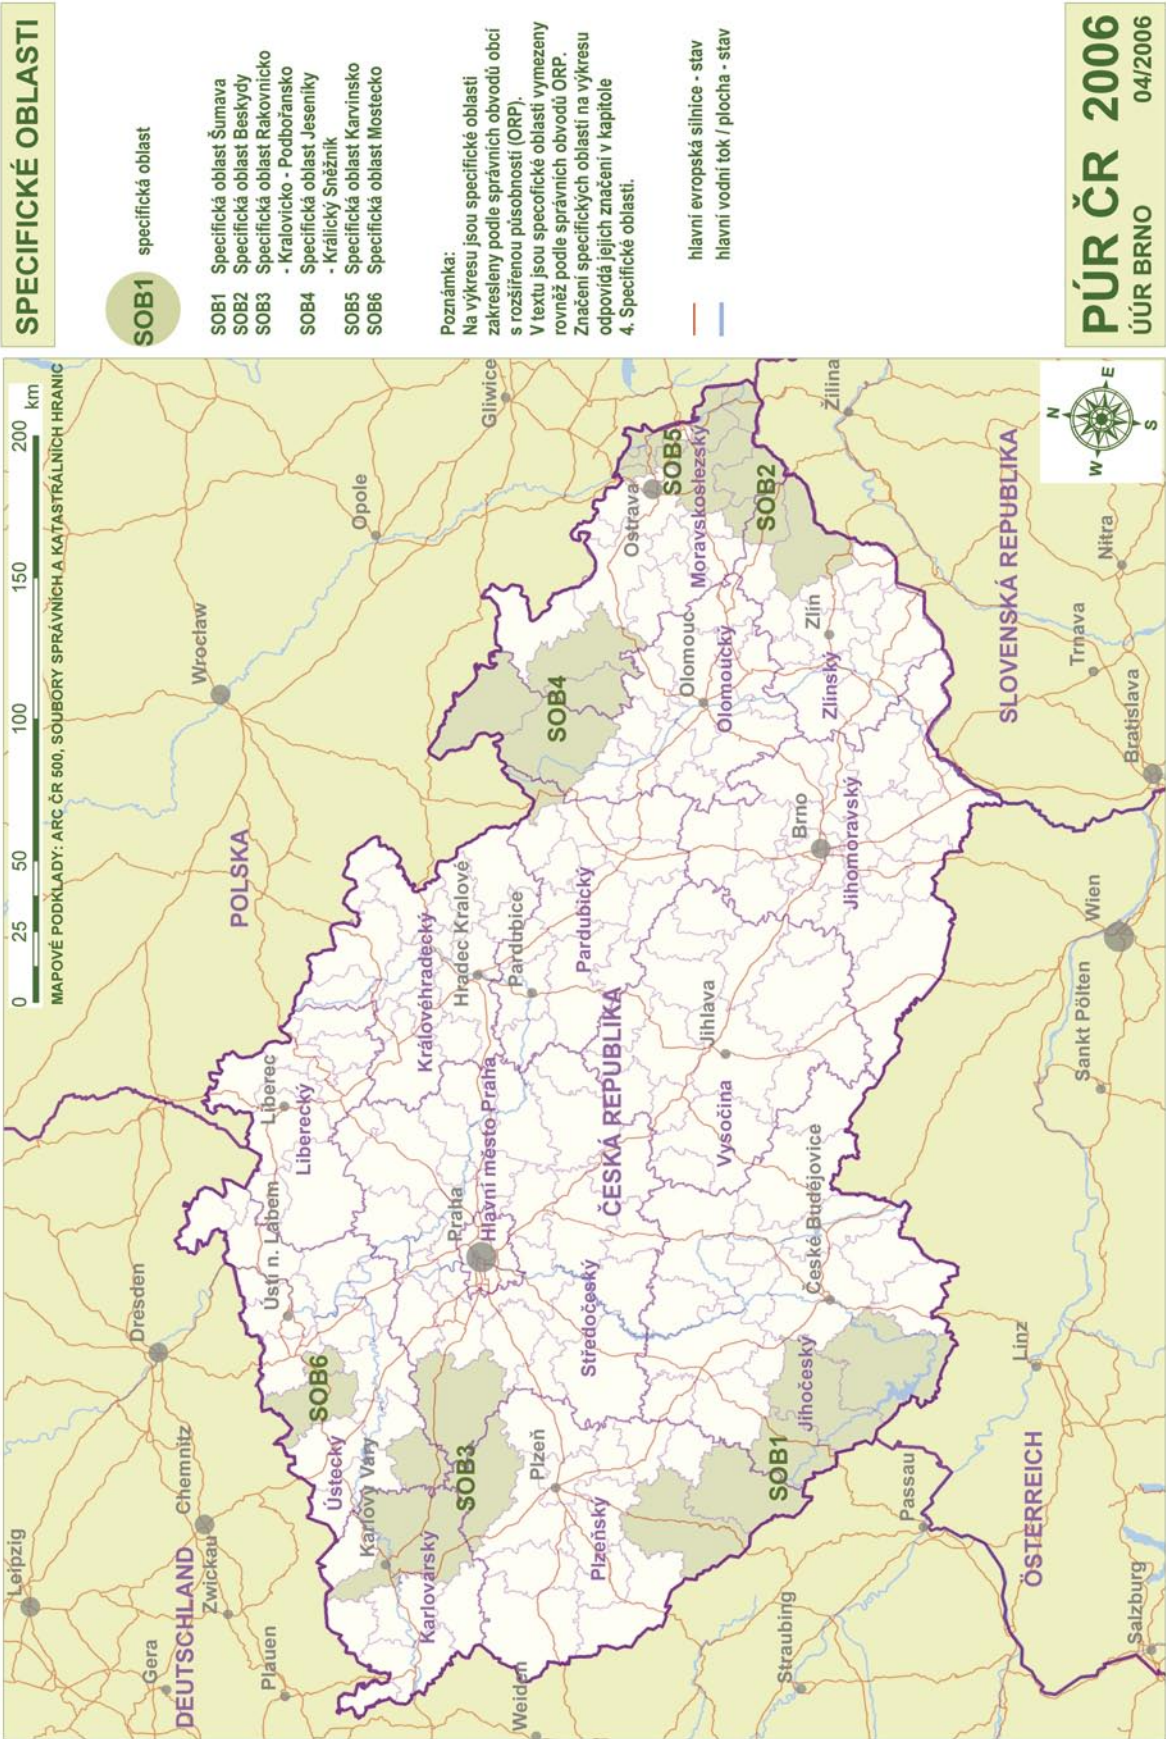 SPECIFICKÉ OBLASTI
SOB1 specifická oblast
SOB1 Specifická oblast Šumava
SOB2 Specifická oblast Beskydy
SOB3 Specifická oblast Rakovnicko
- Kralovicko - Podbořansko
SOB4 Specifická oblast Jeseníky
- Králický Sněžník
SOB5 Specifická oblast Karvinsko
SOB6 Specifická oblast Mostecko
Poznámka:
Na výkresu jsou specifické oblasti
zakresleny podle správních obvodů obcí
s rozšířenou působností (ORP).
V textu jsou specofické oblasti vymezeny
rovněž podle správních obvodů ORP.
Značení specifických oblastí na výkresu
odpovídá jejich značení v kapitole
4. Specifické oblasti.
hlavní evropská silnice - stav
hlavní vodní tok / plocha - stav
PÚR ČR 2006
ÚÚR BRNO 04/2006
0 25 50 100 150 200 km
MAPOVÉ PODKLADY: ARC ČR 500, SOUBORY SPRÁVNÍCH A KATASTRÁLNÍCH HRANIC
Leipzig
Gera
DEUTSCHLAND
Zwickau
Chemnitz
Plauen
Dresden
POLSKA
Wrocław
Opole
Gliwice
Ústí n. Labem
Liberec
Liberecký
SOB6
Ústecký
Karlovy Vary
Karlovarský
SOB3
Praha
Hlavní město Praha
Královéhradecký
Hradec Kralové
Pardubice
Pardubický
SOB4
Ostrava
SOB5
Moravskoslezský
SOB2
Weiden
Plzeň
Plzeňský
Středočeský
ČESKÁ REPUBLIKA
Jihlava
Vysočina
Olomouc
Olomoucký
Zlín
Zlínský
Brno
Jihomoravský
SOB1
Jihočeský
České Budějovice
Straubing
Passau
Linz
ÖSTERREICH
Salzburg
Sankt Pölten
Wien
Bratislava
Trnava
Nitra
Žilina
SLOVENSKÁ REPUBLIKA
N
W E
S